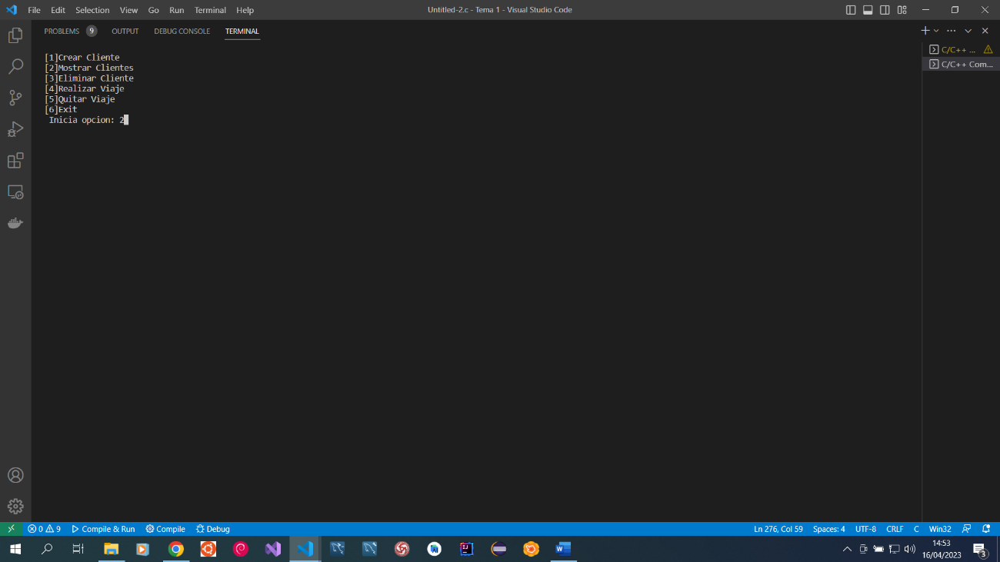 File Edit Selection View Go Run Terminal Help
Untitled-2.c - Tema 1 - Visual Studio Code
PROBLEMS 9 OUTPUT DEBUG CONSOLE TERMINAL
[1]Crear Cliente
[2]Mostrar Clientes
[3]Eliminar Cliente
[4]Realizar Viaje
[5]Quitar Viaje
[6]Exit
Inicia opcion: 2
C/C++ ...
C/C++ Com...
0 9 Compile & Run Compile Debug
Ln 276, Col 59 Spaces: 4 UTF-8 CRLF C Win32
14:53
16/04/2023
3